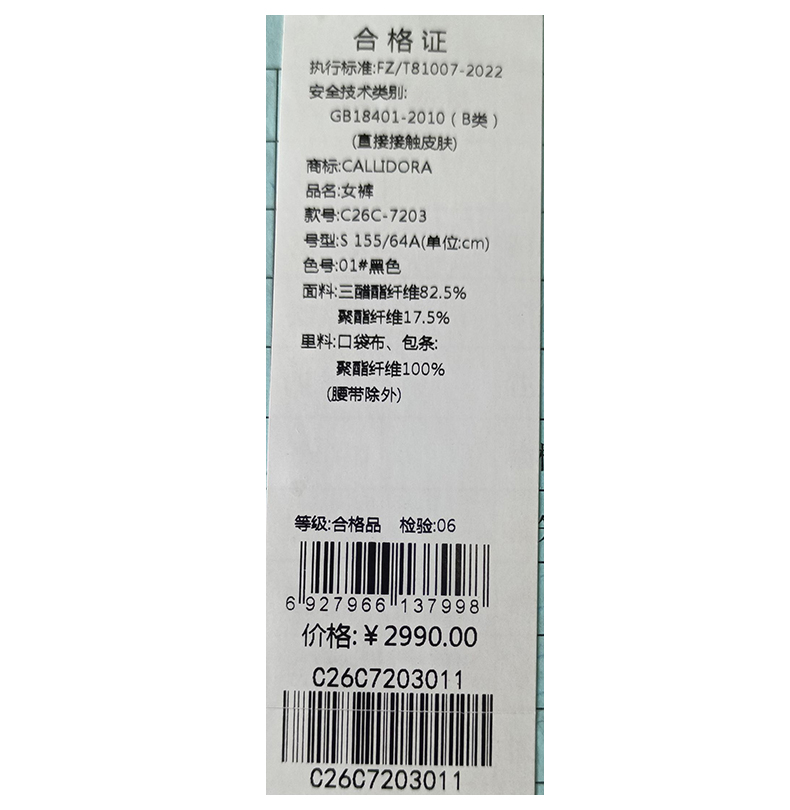 合格证
执行标准:FZ/T81007-2022
安全技术类别:
GB18401-2010（B类）
(直接接触皮肤)
商标:CALLIDORA
品名:女裤
款号:C26C-7203
号型:S 155/64A(单位:cm)
色号:01#黑色
面料:三醋酯纤维82.5%
聚酯纤维17.5%
里料:口袋布、包条:
聚酯纤维100%
(腰带除外)
等级:合格品 检验:06
6 927966 137998
价格:￥2990.00
C26C7203011
C26C7203011